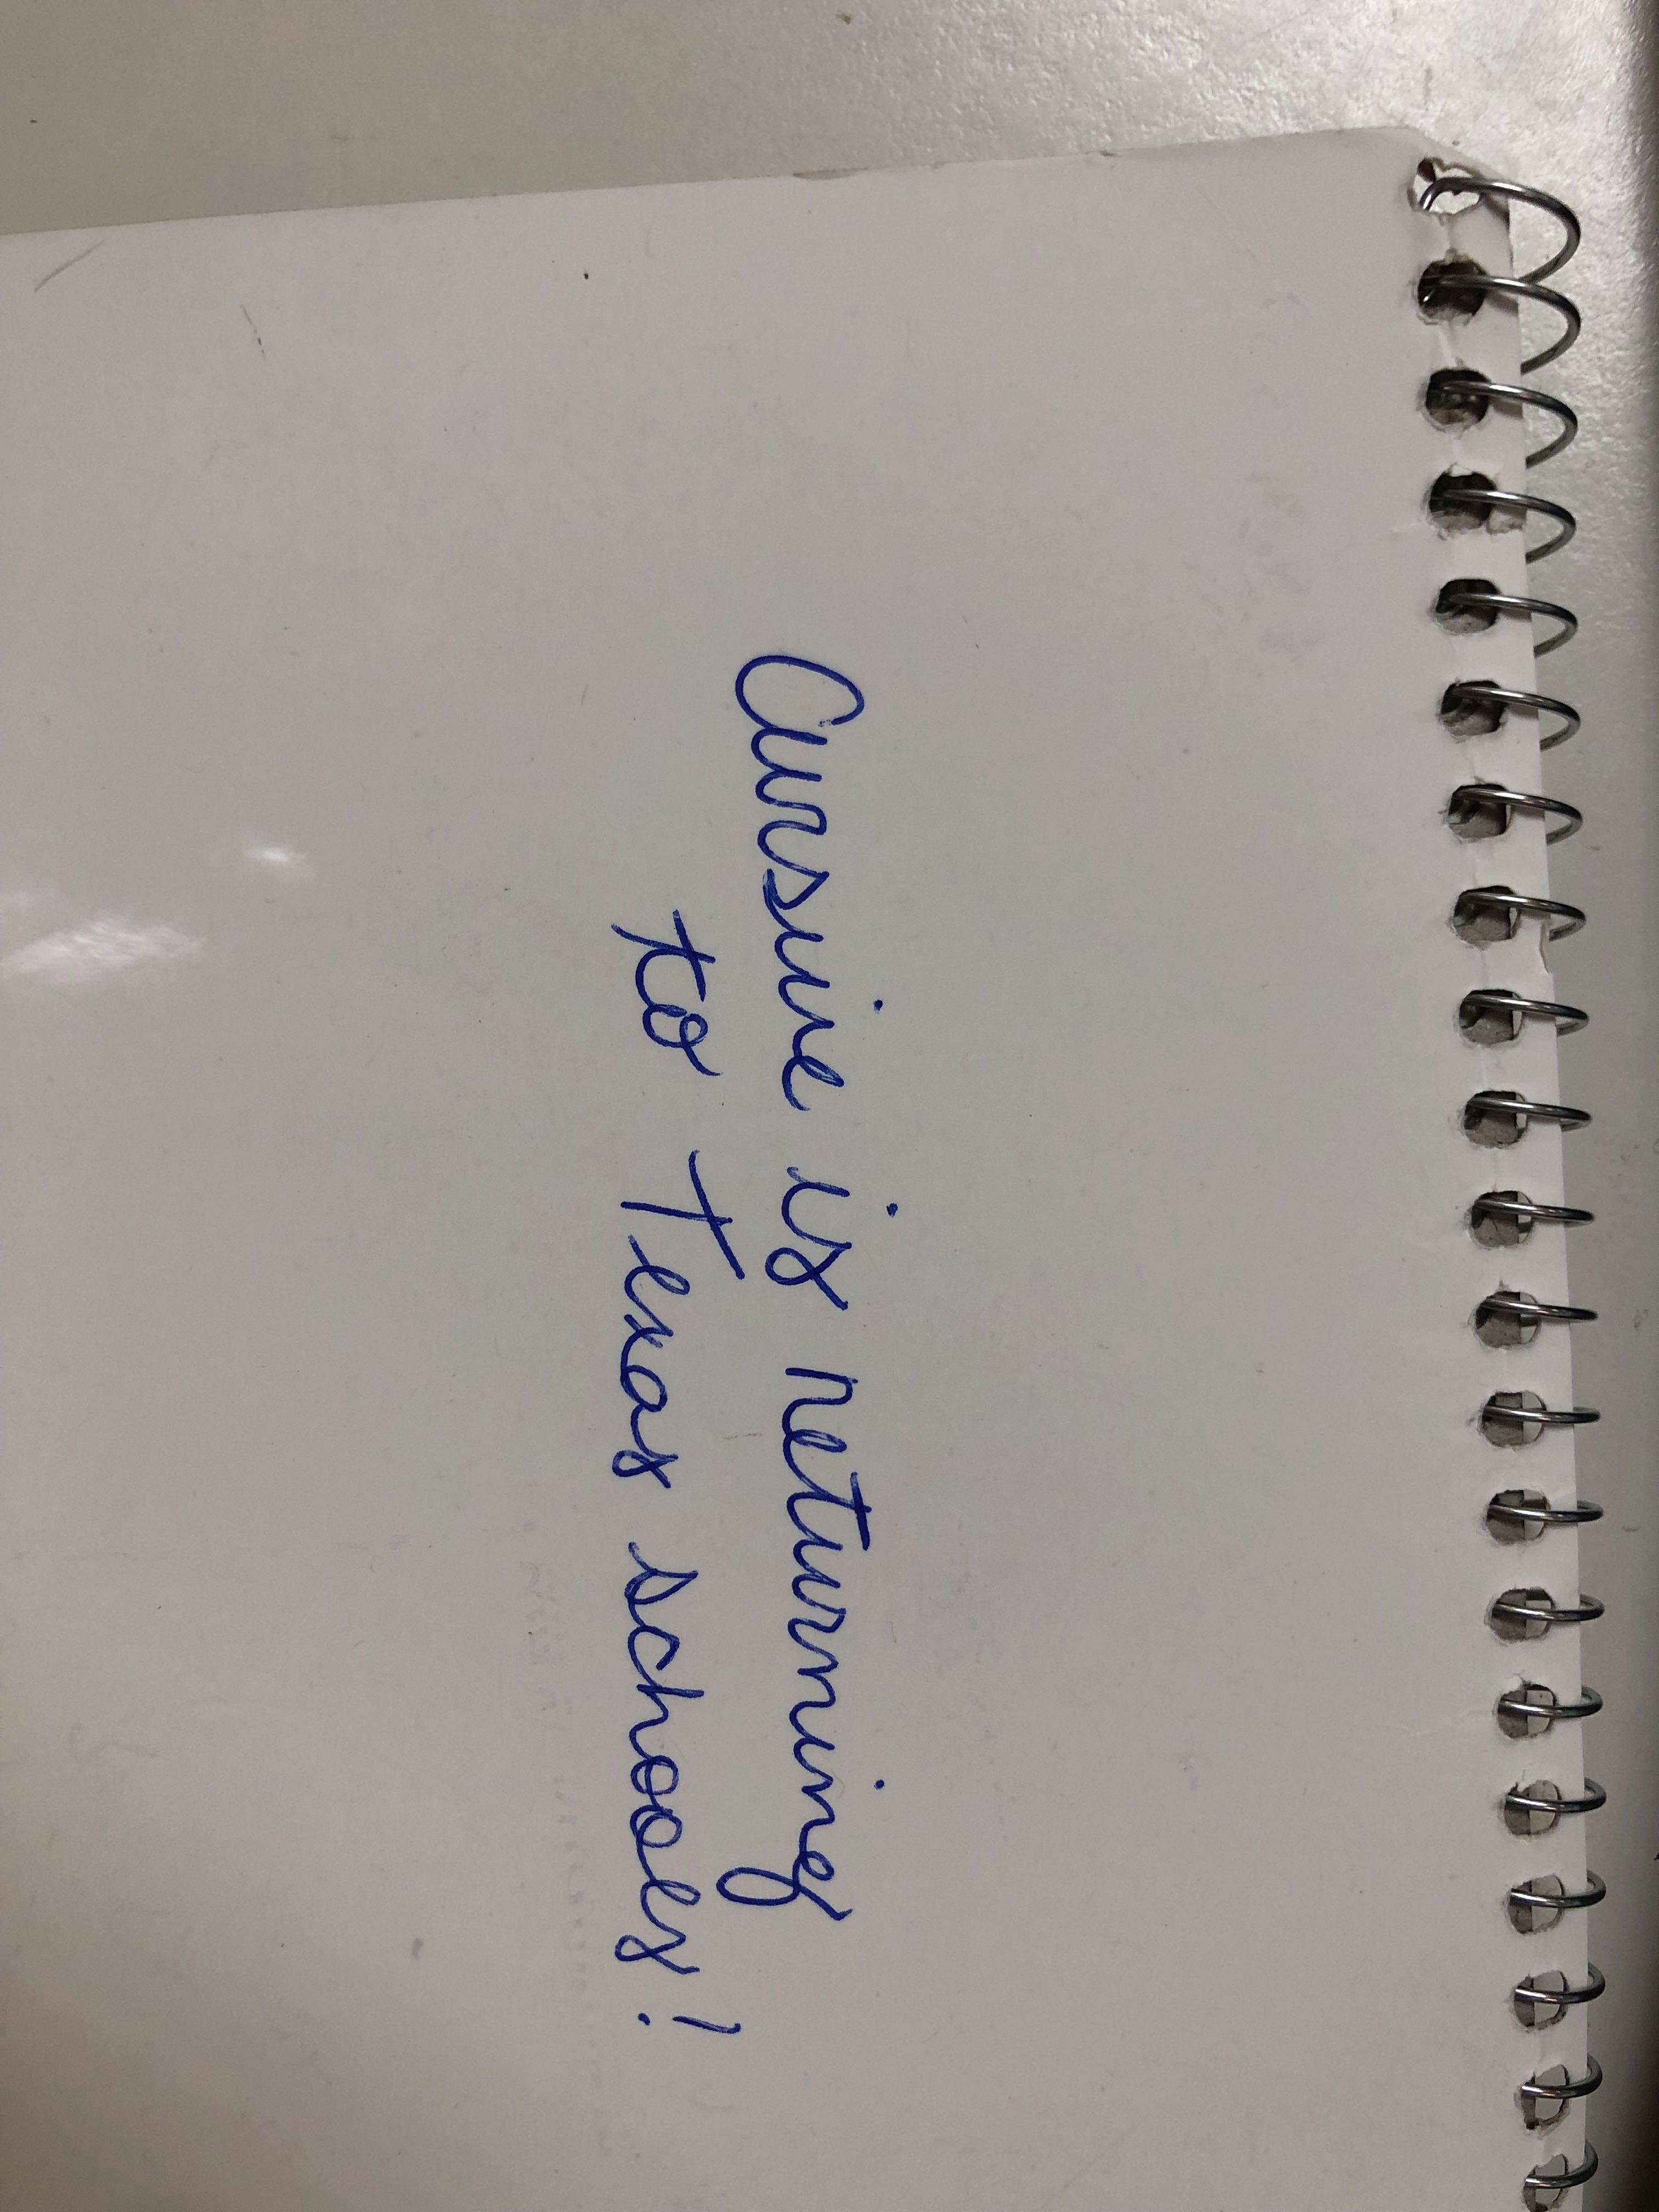 Cursive is returning
to Texas schools!